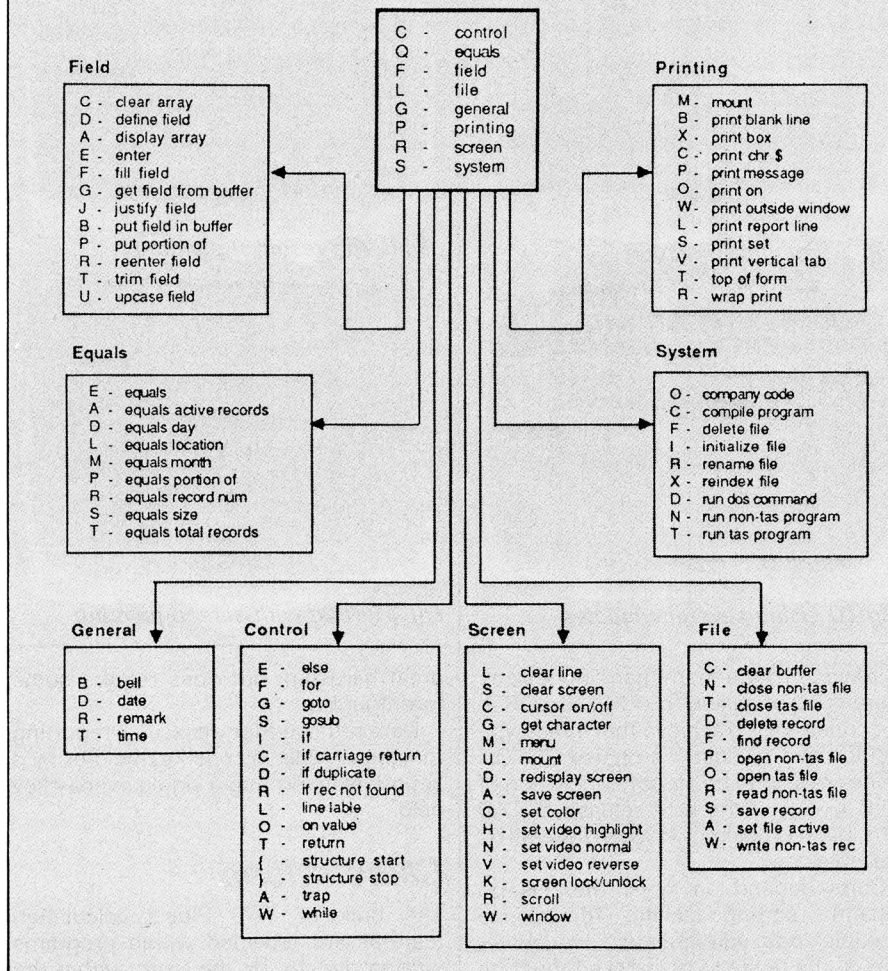 C - control
Q - equals
F - field
L - file
G - general
P - printing
R - screen
S - system
Field
C - clear array
D - define field
A - display array
E - enter
F - fill field
G - get field from buffer
J - justify field
B - put field in buffer
P - put portion of
R - reenter field
T - trim field
U - upcase field
Printing
M - mount
B - print blank line
X - print box
C - print chr $
P - print message
O - print on
W - print outside window
L - print report line
S - print set
V - print vertical tab
T - top of form
R - wrap print
Equals
E - equals
A - equals active records
D - equals day
L - equals location
M - equals month
P - equals portion of
R - equals record num
S - equals size
T - equals total records
System
O - company code
C - compile program
F - delete file
I - initialize file
R - rename file
X - reindex file
D - run dos command
N - run non-tas program
T - run tas program
General
B - bell
D - date
R - remark
T - time
Control
E - else
F - for
G - goto
S - gosub
I - if
C - if carriage return
D - if duplicate
R - if rec not found
L - line lable
O - on value
T - return
{ - structure start
} - structure stop
A - trap
W - while
Screen
L - clear line
S - clear screen
C - cursor on/off
G - get character
M - menu
U - mount
D - redisplay screen
A - save screen
O - set color
H - set video highlight
N - set video normal
V - set video reverse
K - screen lock/unlock
R - scroll
W - window
File
C - clear buffer
N - close non-tas file
T - close tas file
D - delete record
F - find record
P - open non-tas file
O - open tas file
R - read non-tas file
S - save record
A - set file active
W - write non-tas rec